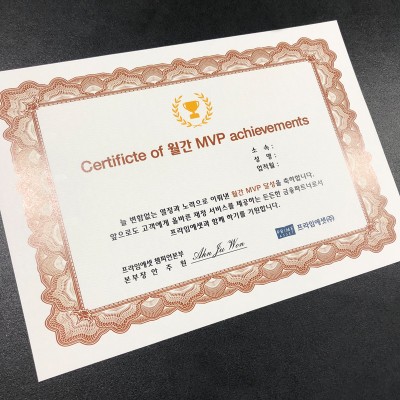 Certificte of 월간 MVP achievements
소 속 :
성 명 :
업적월 :
늘 변함없는 열정과 노력으로 이뤄낸 월간 MVP 달성을 축하합니다.
앞으로도 고객에게 올바른 재정 서비스를 제공하는 든든한 금융파트너로서
프라임에셋과 함께 하기를 기원합니다.
프라임에셋 챔피언본부
본부장 안 주 원 Ahn Ju Won
PRIME 프라임에셋(주)